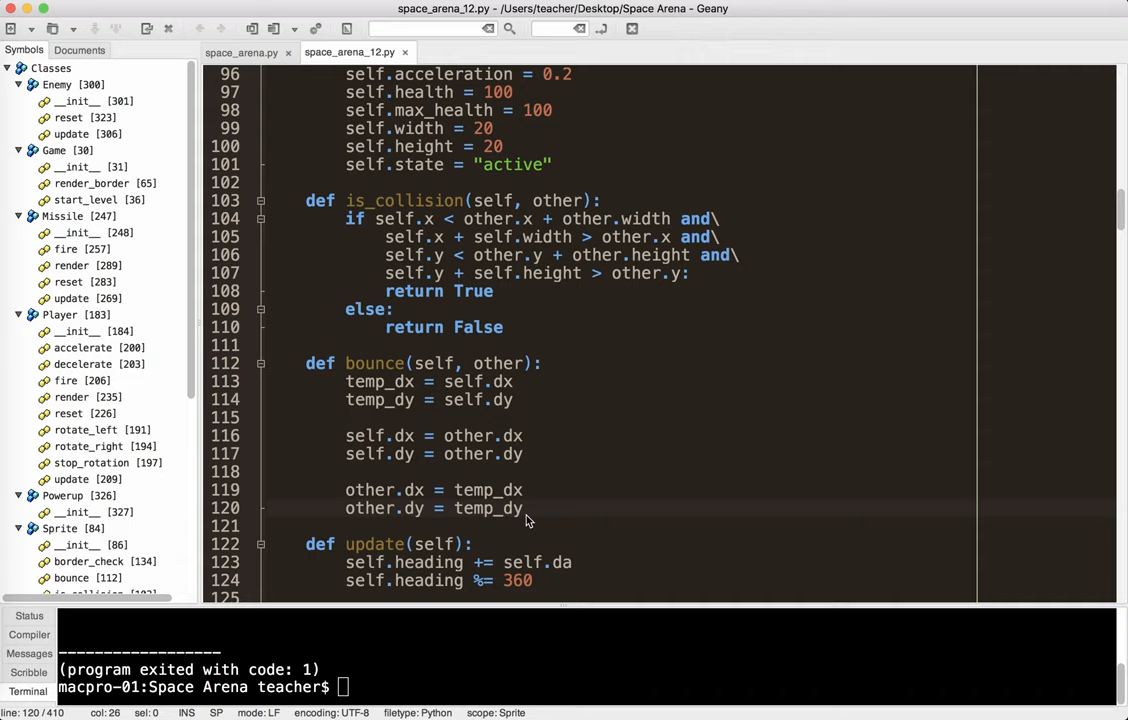 space_arena_12.py - /Users/teacher/Desktop/Space Arena - Geany
Symbols Documents
space_arena.py space_arena_12.py
Classes
Enemy [300]
__init__ [301]
reset [323]
update [306]
Game [30]
__init__ [31]
render_border [65]
start_level [36]
Missile [247]
__init__ [248]
fire [257]
render [289]
reset [283]
update [269]
Player [183]
__init__ [184]
accelerate [200]
decelerate [203]
fire [206]
render [235]
reset [226]
rotate_left [191]
rotate_right [194]
stop_rotation [197]
update [209]
Powerup [326]
__init__ [327]
Sprite [84]
__init__ [86]
border_check [134]
bounce [112]
is_collision [103]
96 self.acceleration = 0.2
97 self.health = 100
98 self.max_health = 100
99 self.width = 20
100 self.height = 20
101 self.state = "active"
102
103 def is_collision(self, other):
104 if self.x < other.x + other.width and\
105 self.x + self.width > other.x and\
106 self.y < other.y + other.height and\
107 self.y + self.height > other.y:
108 return True
109 else:
110 return False
111
112 def bounce(self, other):
113 temp_dx = self.dx
114 temp_dy = self.dy
115
116 self.dx = other.dx
117 self.dy = other.dy
118
119 other.dx = temp_dx
120 other.dy = temp_dy
121
122 def update(self):
123 self.heading += self.da
124 self.heading %= 360
125
Status
Compiler
Messages
Scribble
Terminal
------------------
(program exited with code: 1)
macpro-01:Space Arena teacher$
line: 120 / 410 col: 26 sel: 0 INS SP mode: LF encoding: UTF-8 filetype: Python scope: Sprite